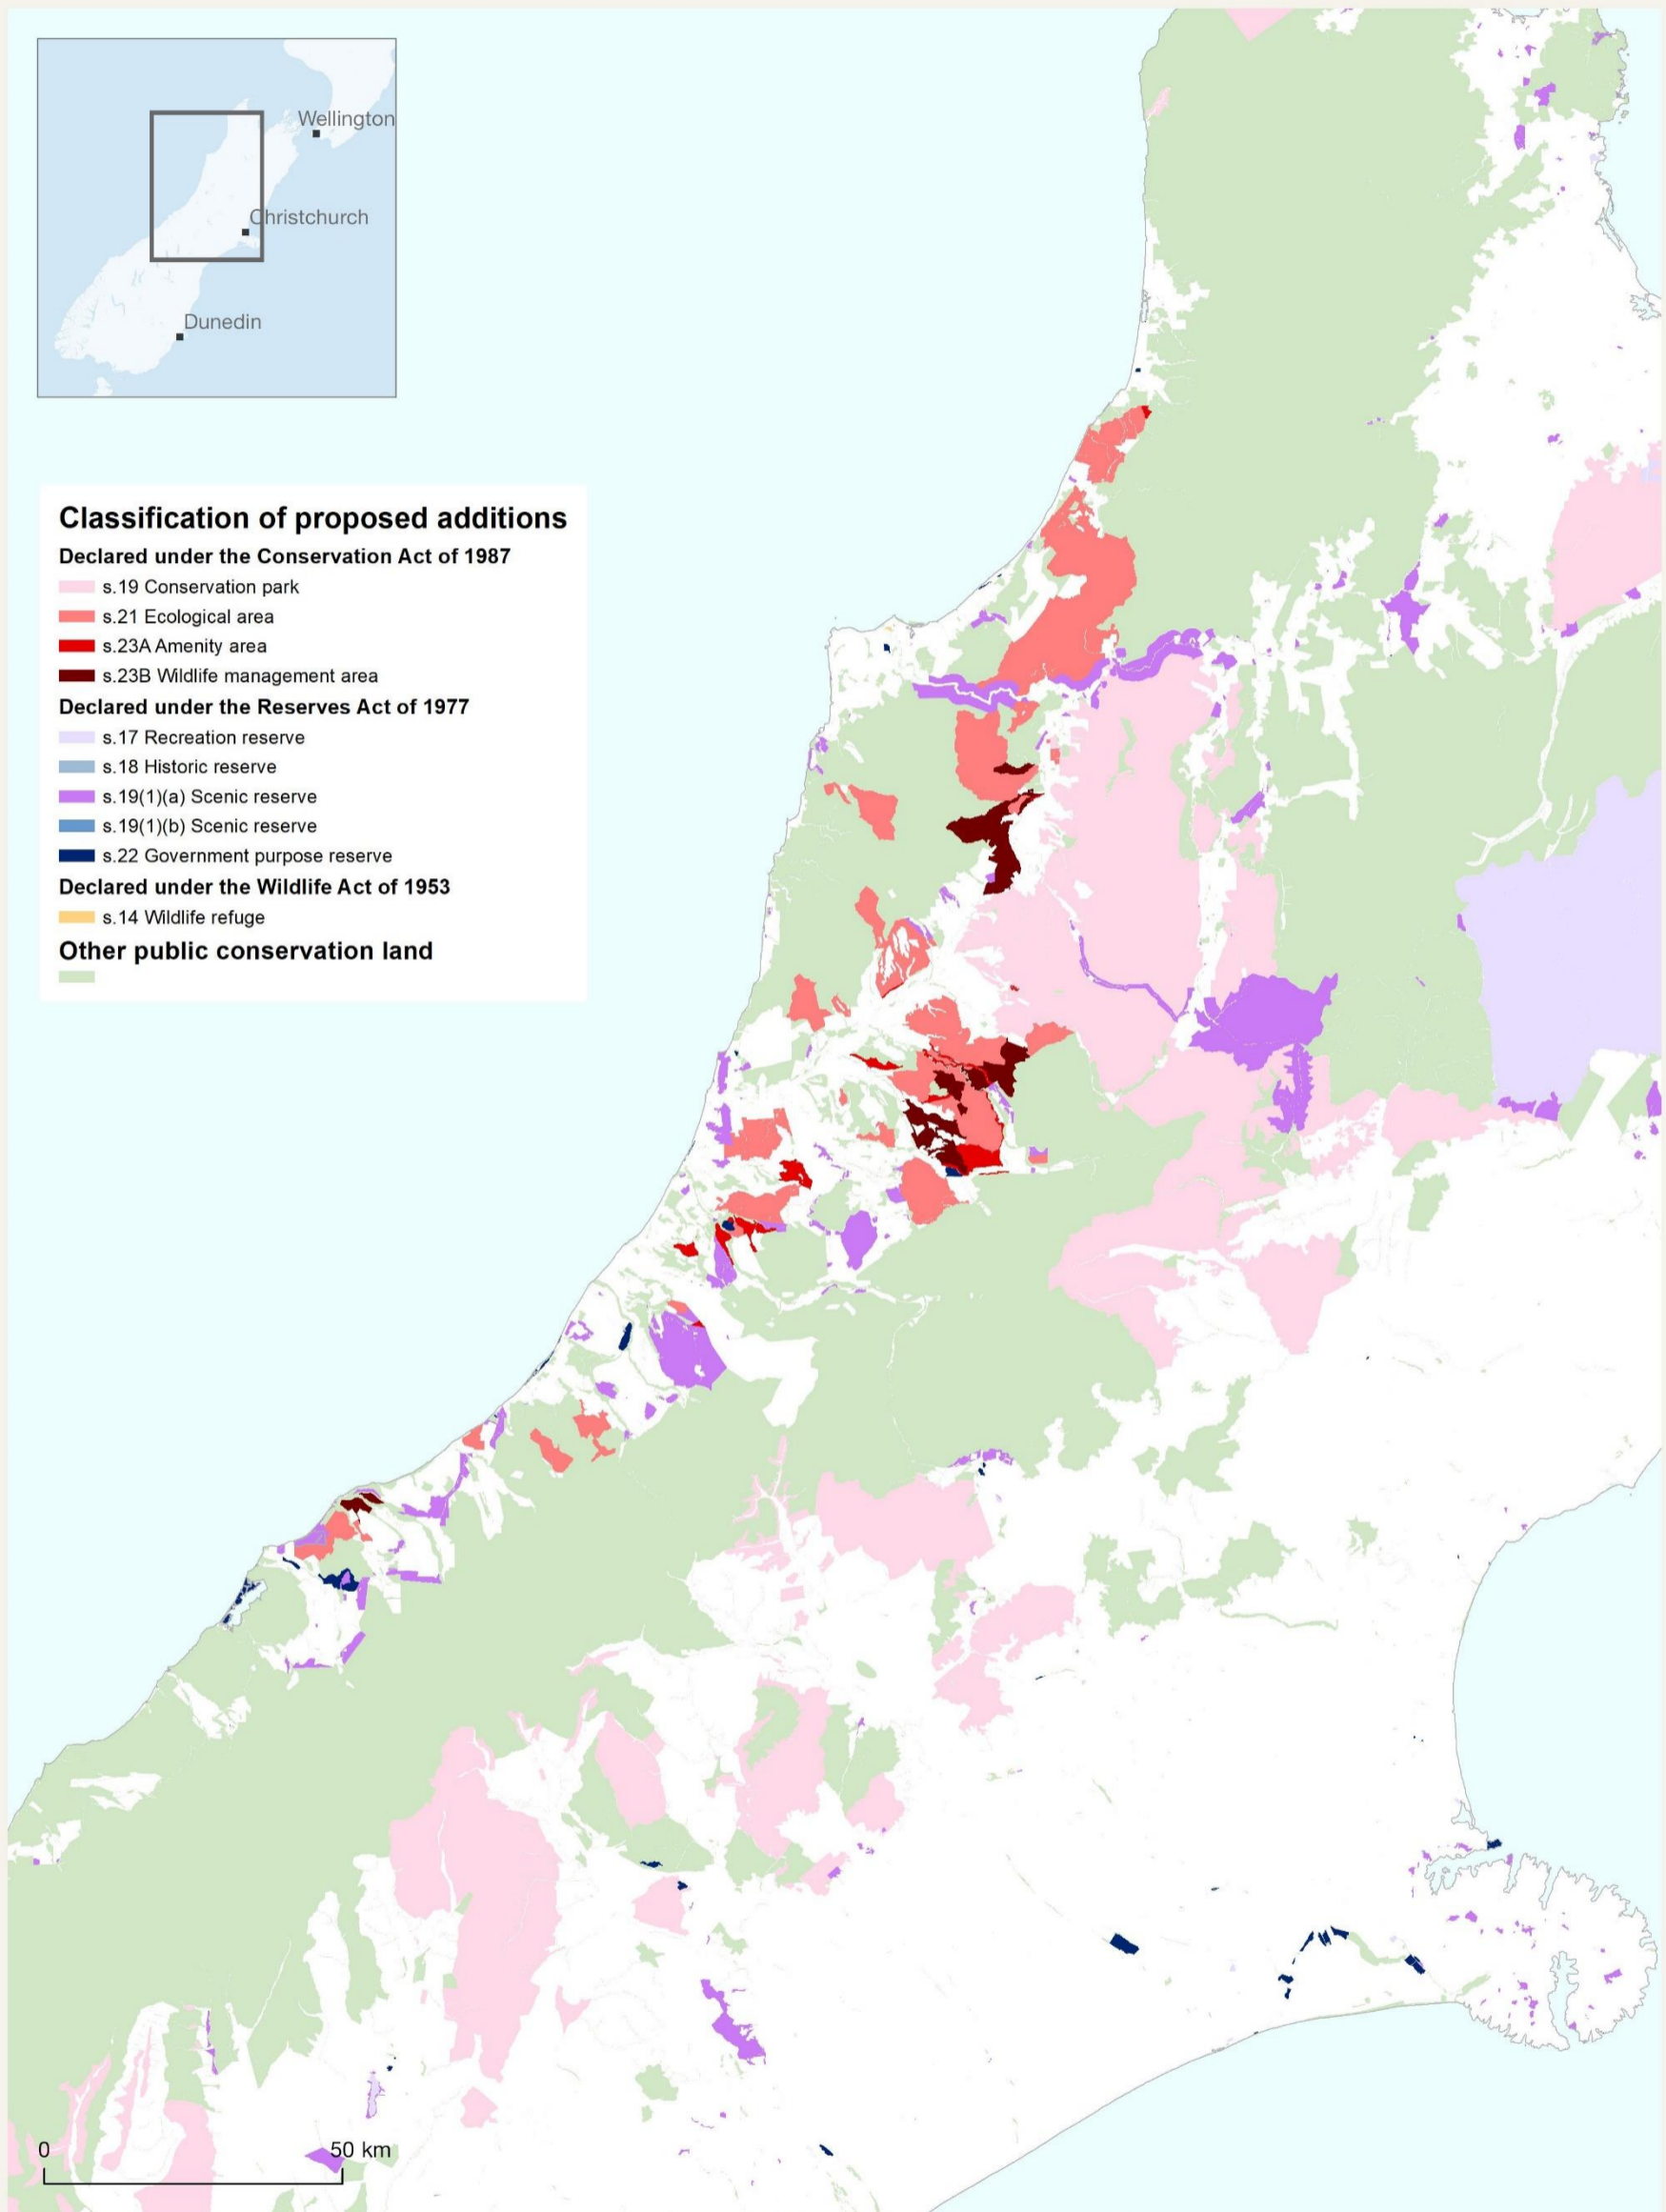 Wellington
Christchurch
Dunedin
Classification of proposed additions
Declared under the Conservation Act of 1987
s.19 Conservation park
s.21 Ecological area
s.23A Amenity area
s.23B Wildlife management area
Declared under the Reserves Act of 1977
s.17 Recreation reserve
s.18 Historic reserve
s.19(1)(a) Scenic reserve
s.19(1)(b) Scenic reserve
s.22 Government purpose reserve
Declared under the Wildlife Act of 1953
s.14 Wildlife refuge
Other public conservation land
0 50 km